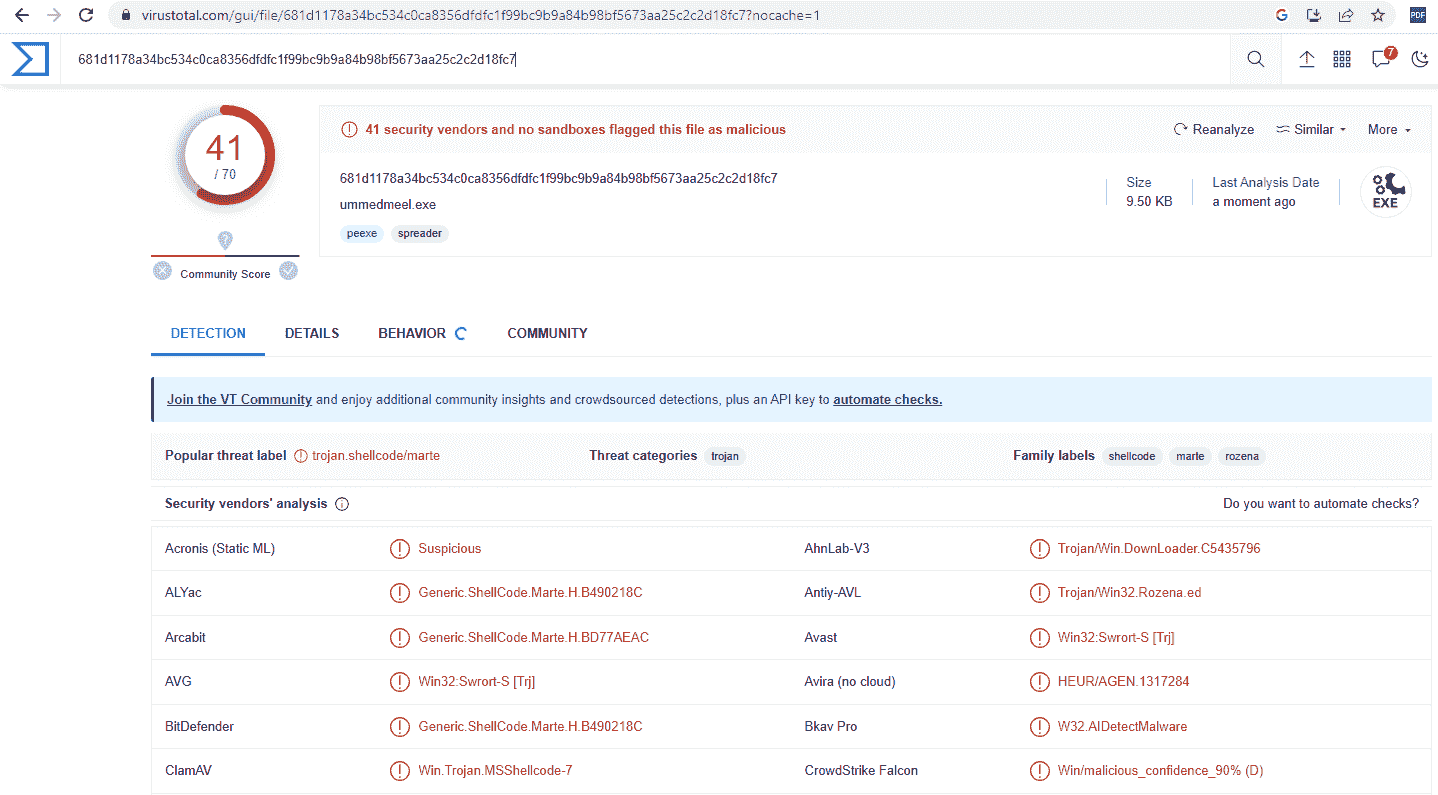 virustotal.com/gui/file/681d1178a34bc534c0ca8356dfdfc1f99bc9b9a84b98bf5673aa25c2c2d18fc7?nocache=1
PDF
681d1178a34bc534c0ca8356dfdfc1f99bc9b9a84b98bf5673aa25c2c2d18fc7
7
41
/ 70
Community Score
41 security vendors and no sandboxes flagged this file as malicious
Reanalyze
Similar
More
681d1178a34bc534c0ca8356dfdfc1f99bc9b9a84b98bf5673aa25c2c2d18fc7
ummedmeel.exe
peexe
spreader
Size
9.50 KB
Last Analysis Date
a moment ago
EXE
DETECTION
DETAILS
BEHAVIOR
COMMUNITY
Join the VT Community and enjoy additional community insights and crowdsourced detections, plus an API key to automate checks.
Popular threat label
trojan.shellcode/marte
Threat categories
trojan
Family labels
shellcode
marte
rozena
Security vendors' analysis
Do you want to automate checks?
Acronis (Static ML)
Suspicious
AhnLab-V3
Trojan/Win.DownLoader.C5435796
ALYac
Generic.ShellCode.Marte.H.B490218C
Antiy-AVL
Trojan/Win32.Rozena.ed
Arcabit
Generic.ShellCode.Marte.H.BD77AEAC
Avast
Win32:Swrort-S [Trj]
AVG
Win32:Swrort-S [Trj]
Avira (no cloud)
HEUR/AGEN.1317284
BitDefender
Generic.ShellCode.Marte.H.B490218C
Bkav Pro
W32.AIDetectMalware
ClamAV
Win.Trojan.MSShellcode-7
CrowdStrike Falcon
Win/malicious_confidence_90% (D)